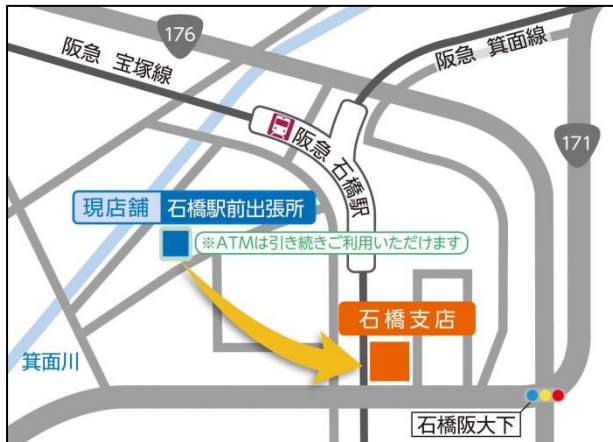 176
阪急 宝塚線
阪急 箕面線
171
阪急 石橋駅
現店舗 石橋駅前出張所
※ATMは引き続きご利用いただけます
石橋支店
箕面川
石橋阪大下